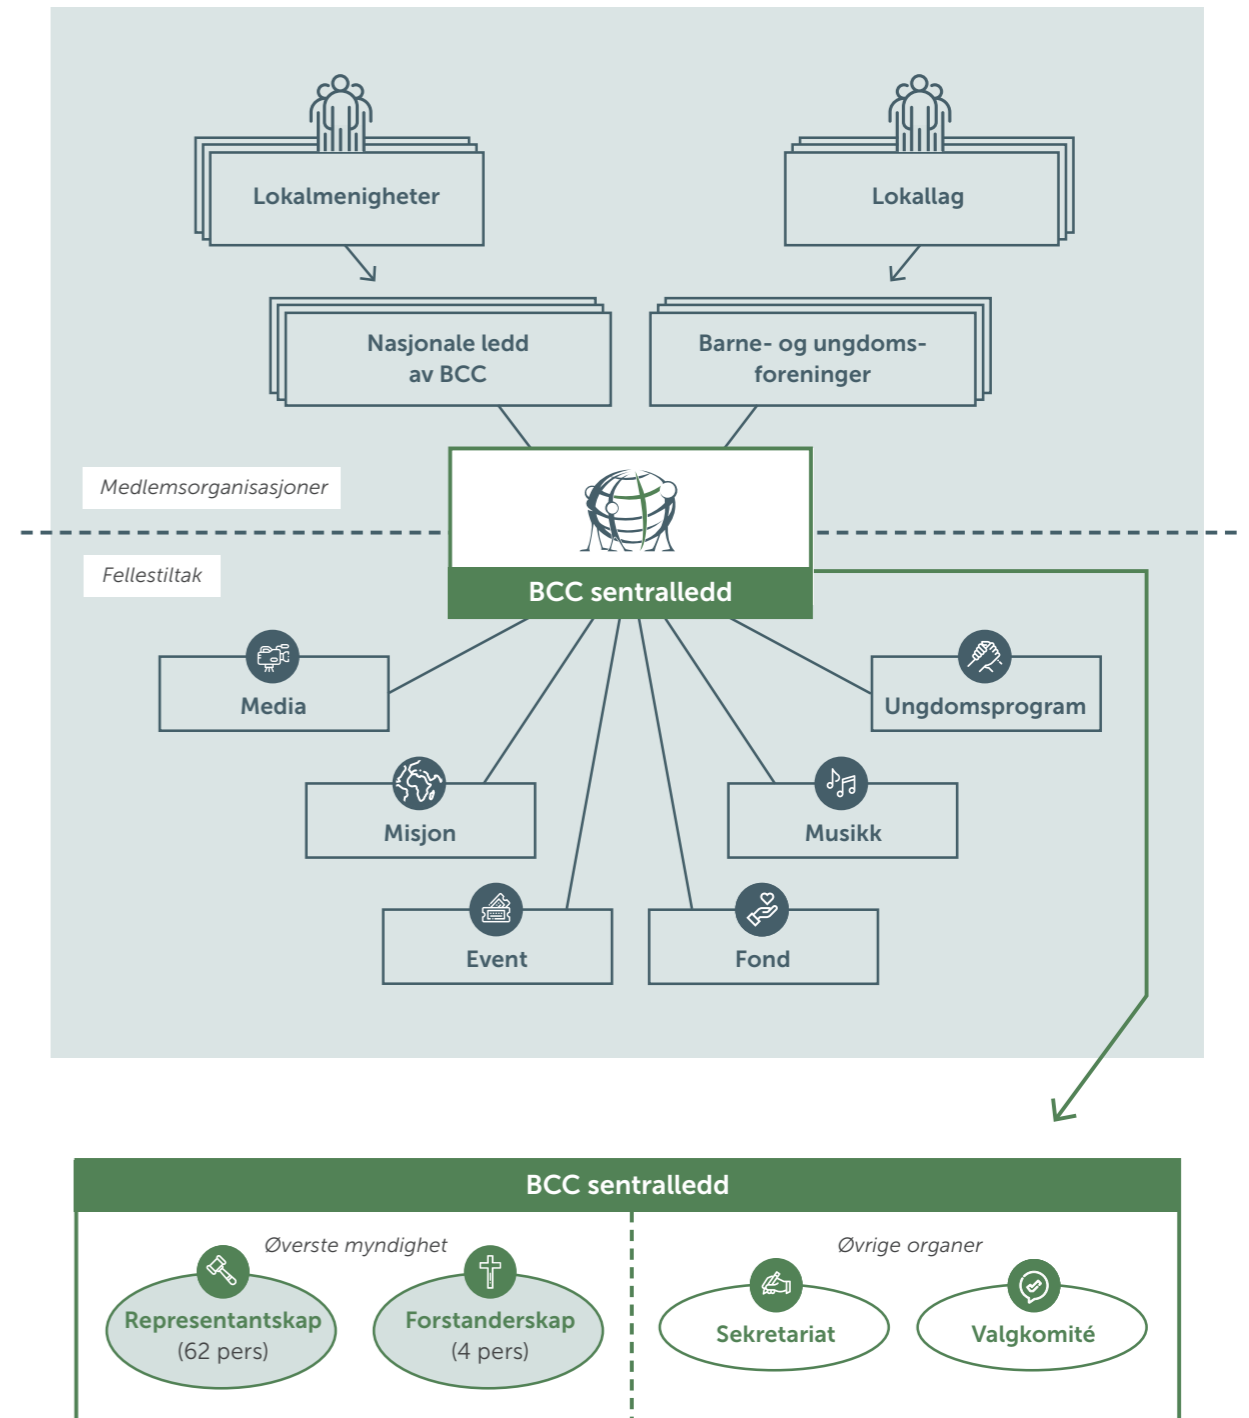 Lokalmenigheter
Lokallag
Nasjonale ledd
av BCC
Barne- og ungdoms-
foreninger
Medlemsorganisasjoner
Fellestiltak
BCC sentralledd
Media
Ungdomsprogram
Misjon
Musikk
Event
Fond
BCC sentralledd
Øverste myndighet
Øvrige organer
Representantskap
(62 pers)
Forstanderskap
(4 pers)
Sekretariat
Valgkomité